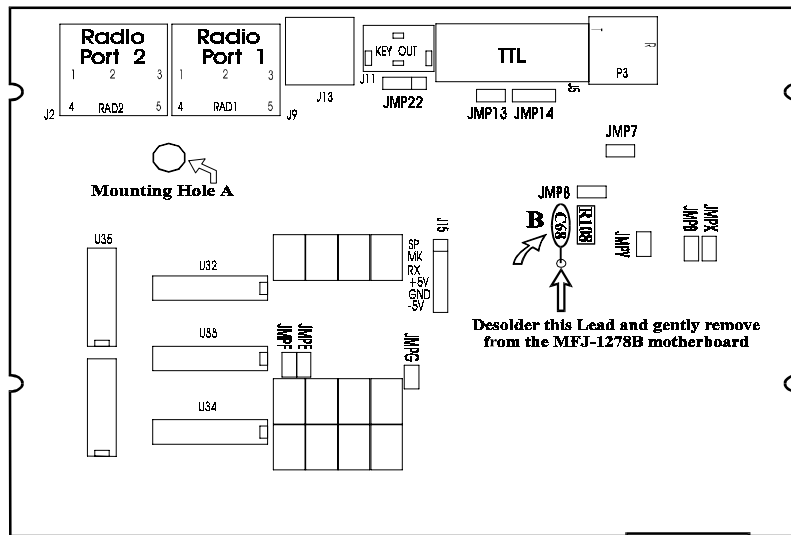 Radio
Port 2
1 2 3
4 RAD2 5
J2
Radio
Port 1
1 2 3
4 RAD1 5
J9
J13
KEY OUT
J11
JMP22
TTL
J5
JMP13
JMP14
R
P3
JMP7
Mounting Hole A
JMP8
B
C68
R108
JMPY
JMPX
U35
U32
J15
SP
MK
RX
+5V
GND
-5V
Desolder this Lead and gently remove
from the MFJ-1278B motherboard
U33
JMPF
JMPE
JMPG
U34